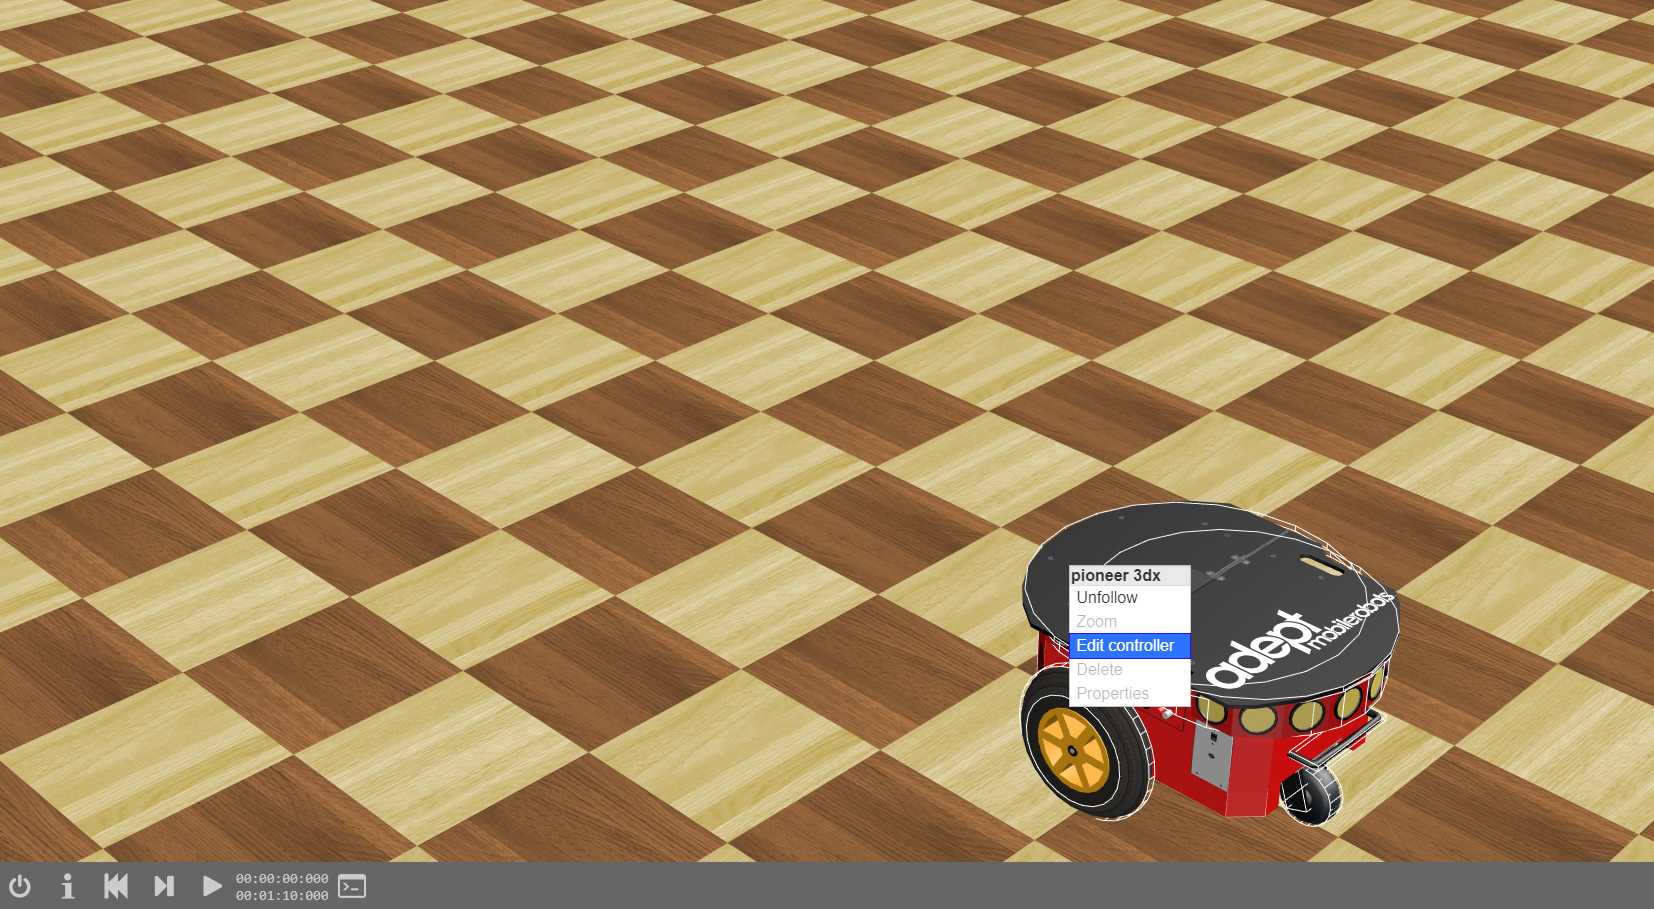 pioneer 3dx
Unfollow
Zoom
Edit controller
Delete
Properties
adept
mobilerobots
00:00:00:000
00:01:10:000